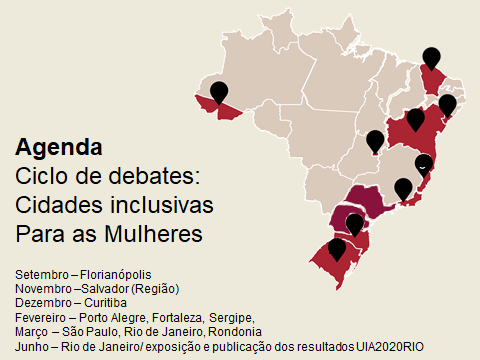 Agenda
Ciclo de debates:
Cidades inclusivas
Para as Mulheres
Setembro – Florianópolis
Novembro –Salvador (Região)
Dezembro – Curitiba
Fevereiro – Porto Alegre, Fortaleza, Sergipe,
Março – São Paulo, Rio de Janeiro, Rondonia
Junho – Rio de Janeiro/ exposição e publicação dos resultados UIA2020RIO